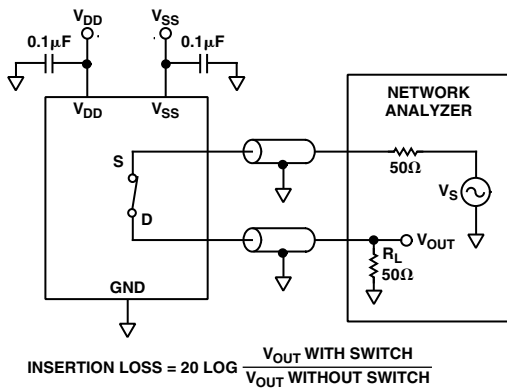 VDD
VSS
0.1μF
0.1μF
VDD
VSS
NETWORK
ANALYZER
S
50Ω
VS
D
VOUT
RL
50Ω
GND
INSERTION LOSS = 20 LOG VOUT WITH SWITCH
VOUT WITHOUT SWITCH